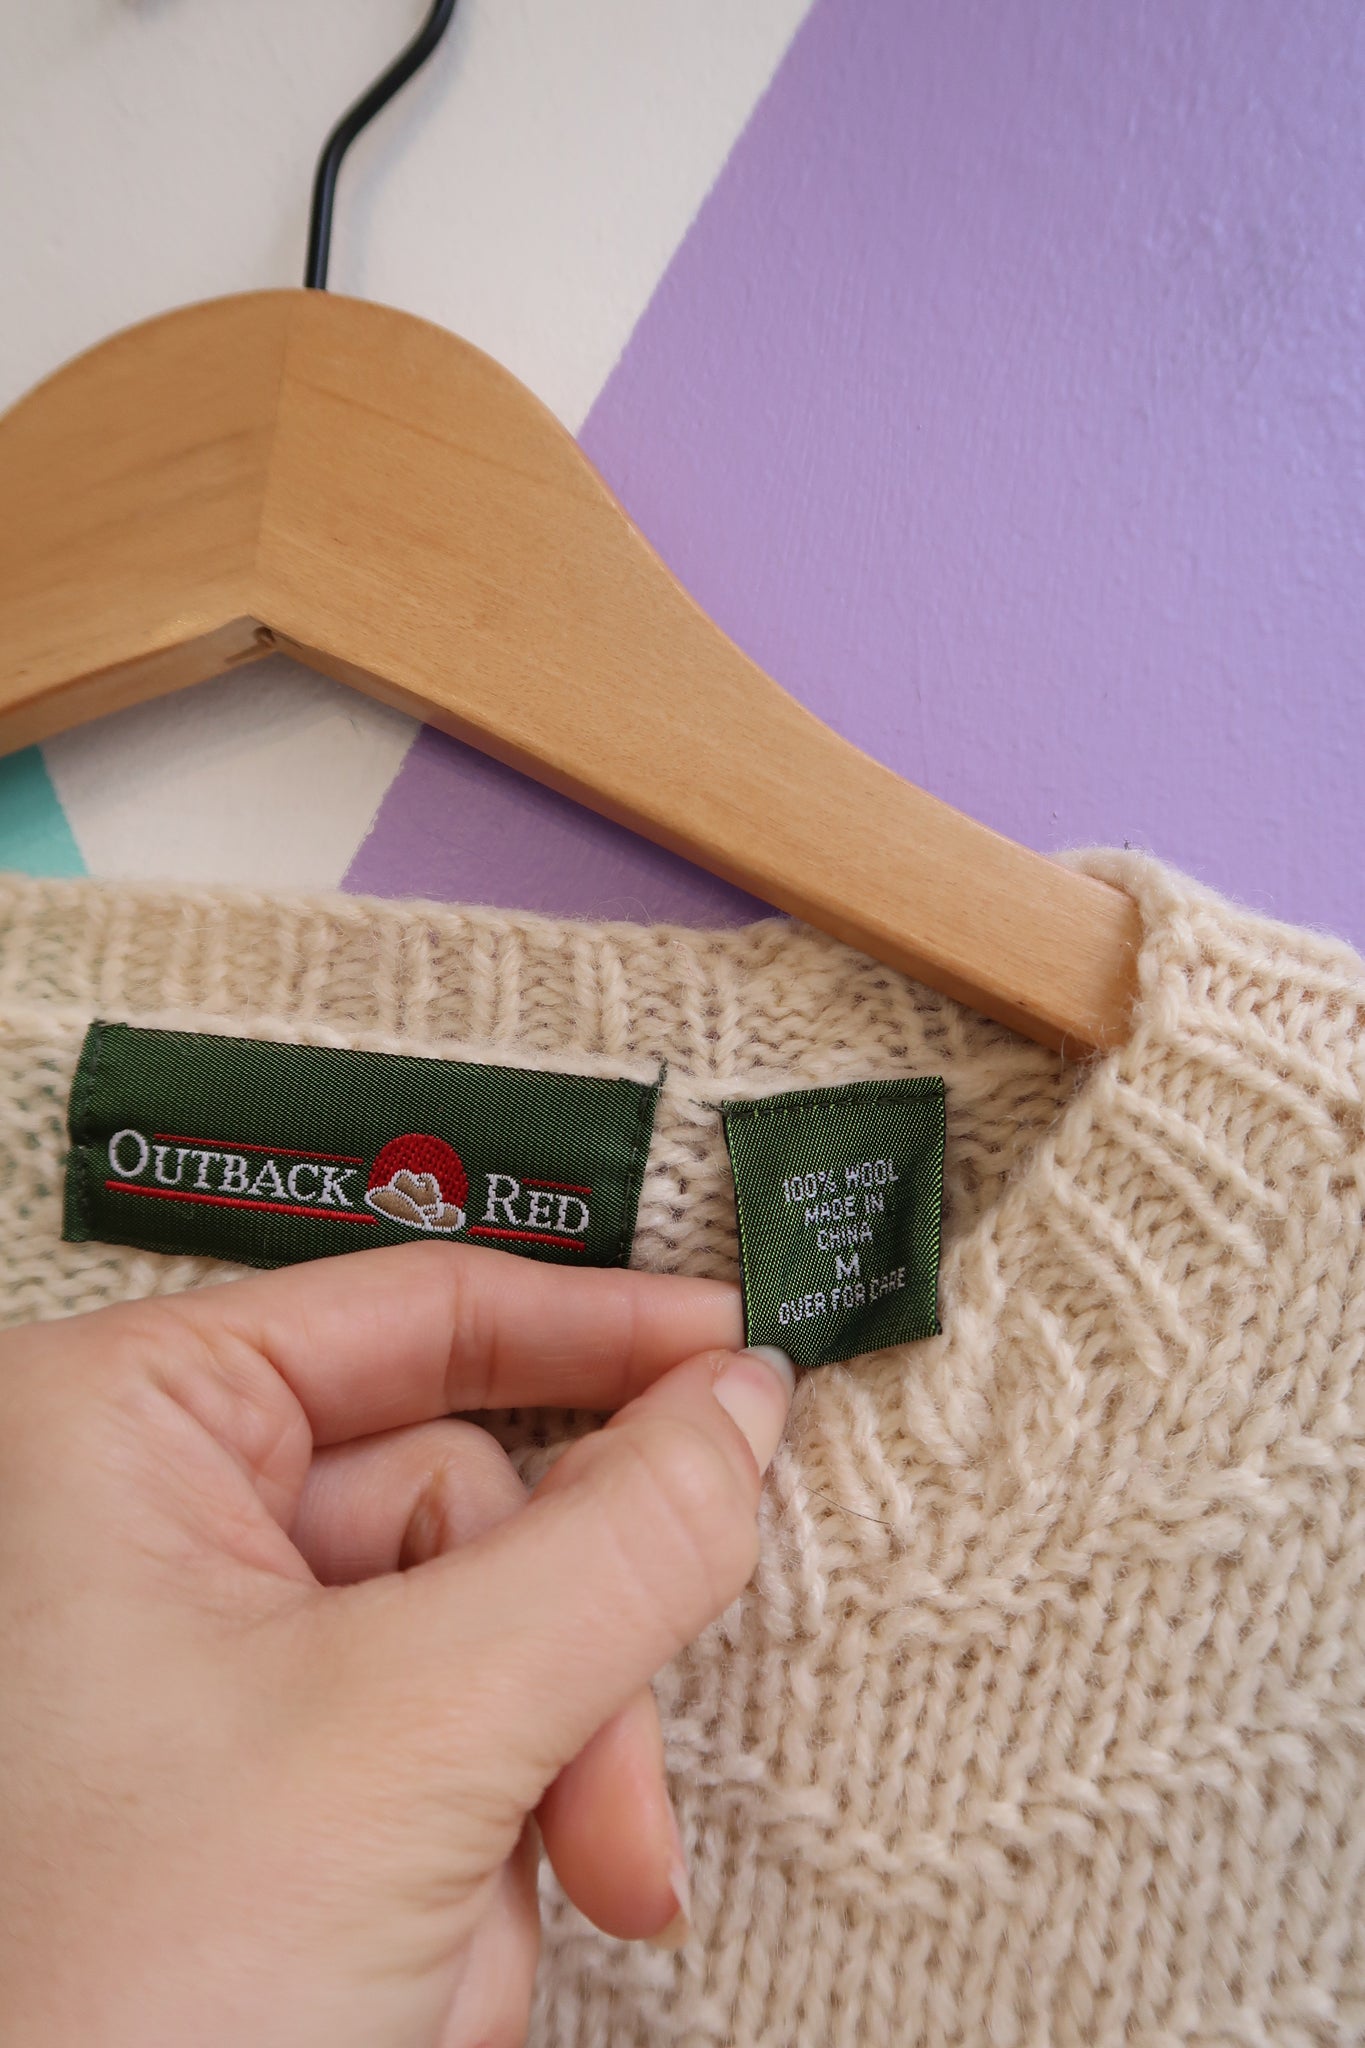 OUTBACK RED
100% WOOL
MADE IN
CHINA
M
OVER FOR CARE